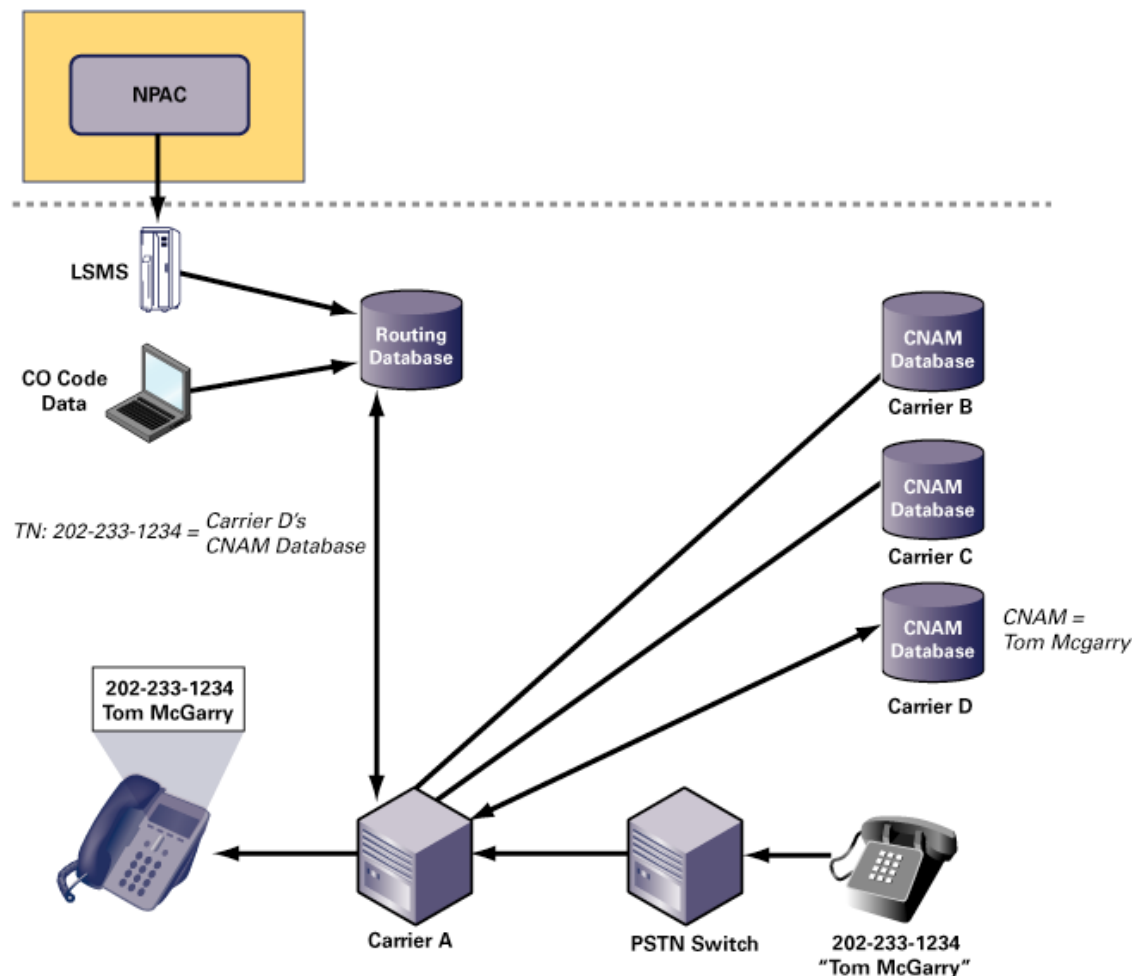 NPAC
LSMS
CO Code
Data
Routing
Database
CNAM
Database
Carrier B
CNAM
Database
Carrier C
CNAM
Database
Carrier D
CNAM =
Tom Mcgarry
TN: 202-233-1234 = Carrier D's
CNAM Database
202-233-1234
Tom McGarry
Carrier A
PSTN Switch
202-233-1234
"Tom McGarry"